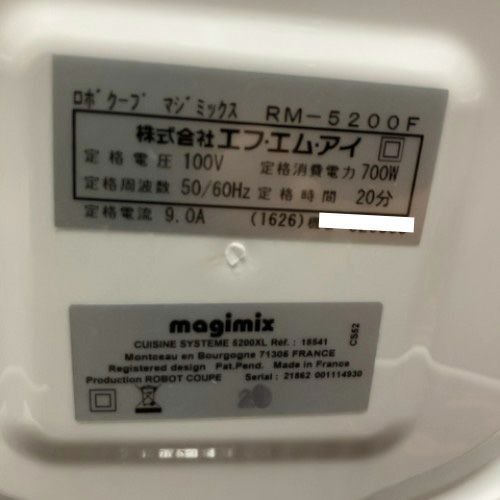 ロボクープ マジミックス RM-5200F
株式会社エフ・エム・アイ
定格電圧 100V 定格消費電力 700W
定格周波数 50/60Hz 定格時間 20分
定格電流 9.0A (1626)
magimix
CUISINE SYSTEME 5200XL Réf. : 18541
Montceau en Bourgogne 71305 FRANCE
Registered design Pat.Pend. Made in France
Production ROBOT COUPE Serial : 21862 001114930
CS52